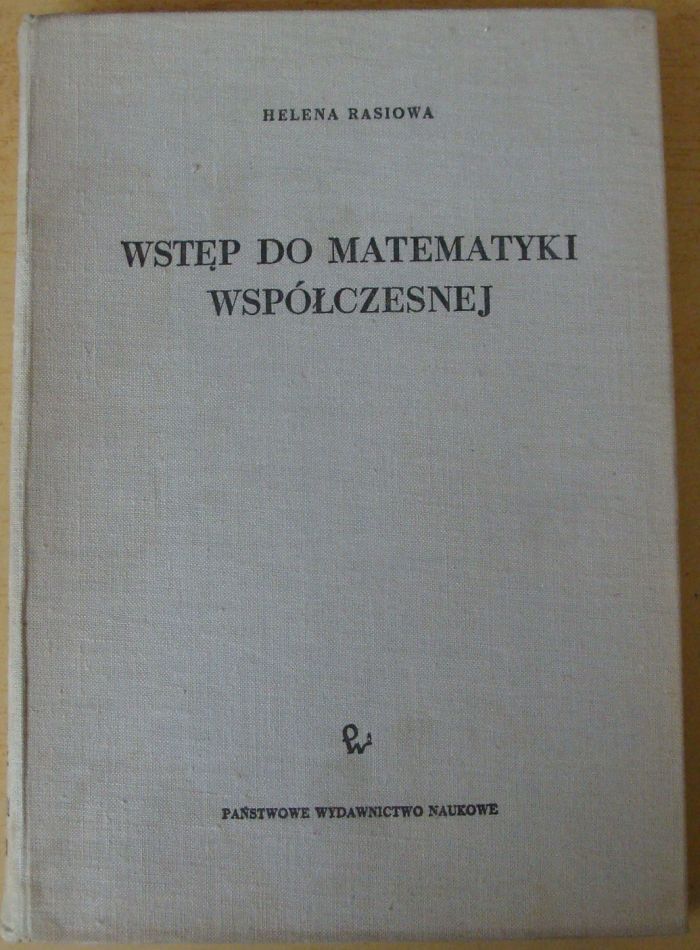 HELENA RASIOWA
WSTĘP DO MATEMATYKI
WSPÓŁCZESNEJ
PAŃSTWOWE WYDAWNICTWO NAUKOWE